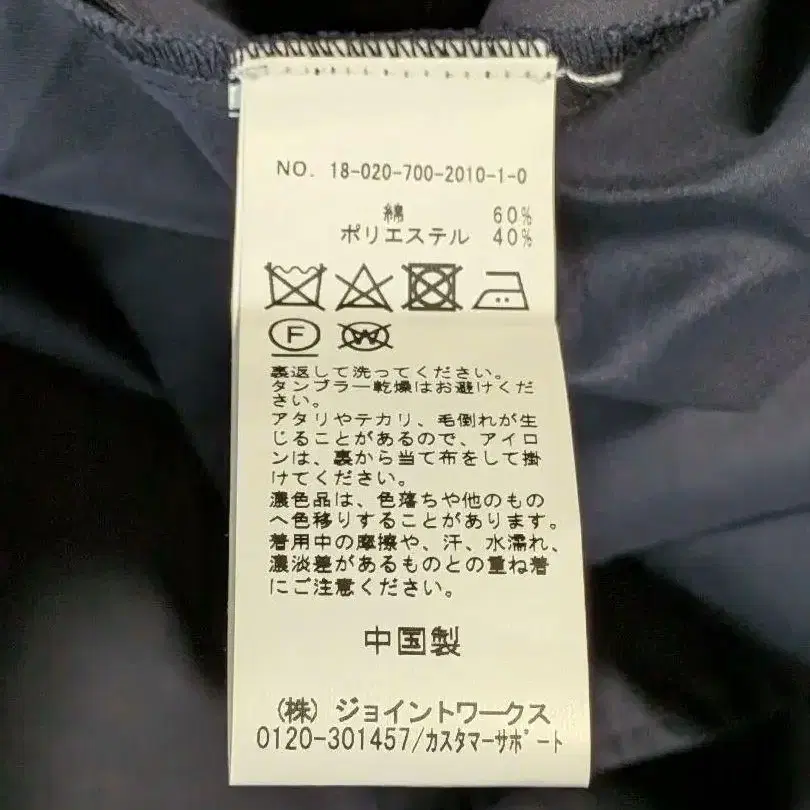 NO. 18-020-700-2010-1-0
綿 60%
ポリエステル 40%
F
W
裏返して洗ってください。
タンブラー乾燥はお避けくだ
さい。
アタリやテカリ、毛倒れが生
じることがあるので、アイロ
ンは、裏から当て布をして掛
けてください。
濃色品は、色落ちや他のもの
へ色移りすることがあります。
着用中の摩擦や、汗、水濡れ、
濃淡差があるものとの重ね着
にご注意ください。
中国製
(株) ジョイントワークス
0120-301457/カスタマーサポート